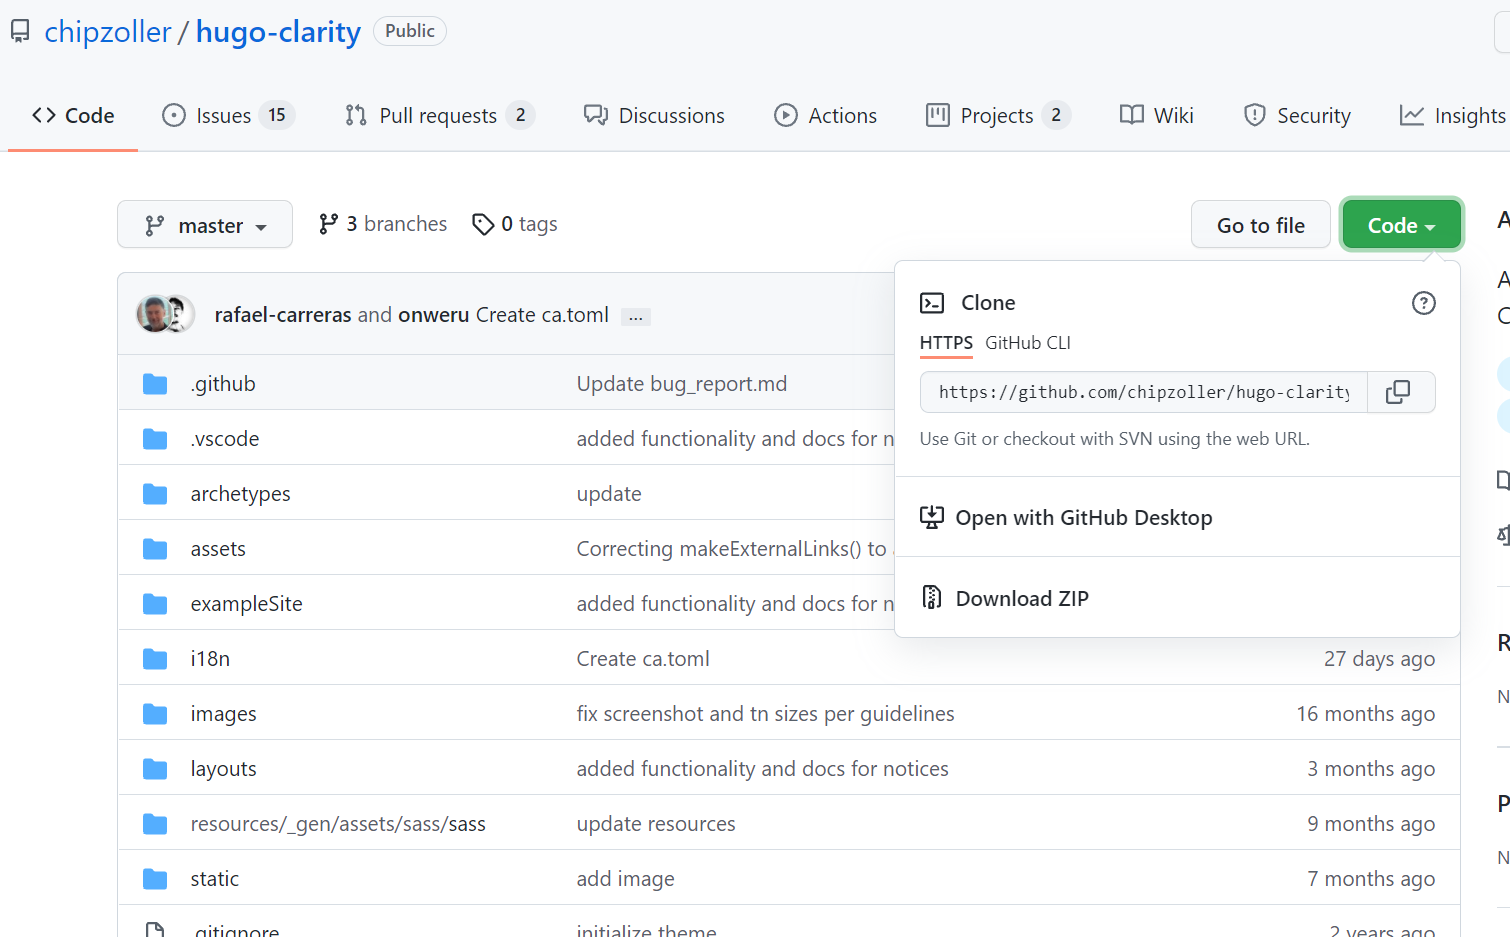 chipzoller / hugo-clarity Public
Code Issues 15 Pull requests 2 Discussions Actions Projects 2 Wiki Security Insights
master 3 branches 0 tags Go to file Code
rafael-carreras and onweru Create ca.toml ...
Clone
HTTPS GitHub CLI
https://github.com/chipzoller/hugo-clarity
Use Git or checkout with SVN using the web URL.
Open with GitHub Desktop
Download ZIP
.github Update bug_report.md
.vscode added functionality and docs for n
archetypes update
assets Correcting makeExternalLinks() to
exampleSite added functionality and docs for n
i18n Create ca.toml 27 days ago
images fix screenshot and tn sizes per guidelines 16 months ago
layouts added functionality and docs for notices 3 months ago
resources/_gen/assets/sass/sass update resources 9 months ago
static add image 7 months ago
.gitignore initialize theme 2 years ago